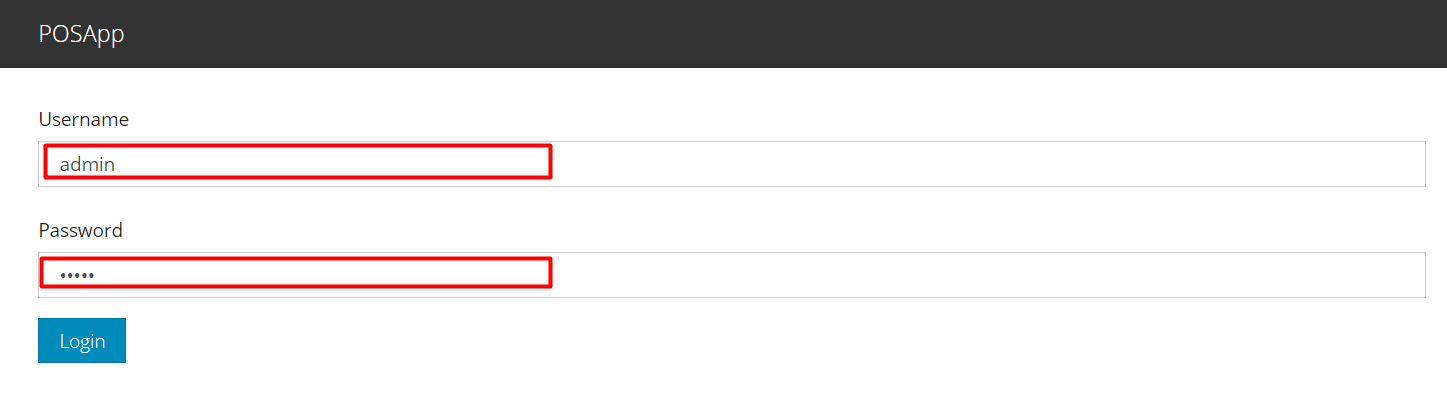 POSApp
Username
admin
Password
•••••
Login